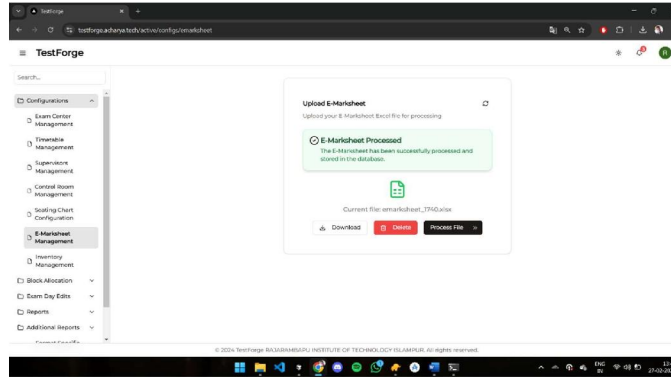 TestForge
testforge.adharya.tech/active/configs/emarksheet
TestForge
R
Search...
Configurations
Exam Center
Management
Timetable
Management
Supervisors
Management
Control Room
Management
Seating Chart
Configuration
E-Marksheet
Management
Inventory
Management
Block Allocation
Exam Day Edits
Reports
Additional Reports
Upload E-Marksheet
Upload your E-Marksheet Excel file for processing
E-Marksheet Processed
The E-Marksheet has been successfully processed and
stored in the database.
Current file: emarksheet_1740.xlsx
Download
Delete
Process File
© 2024 TestForge RAJARAMBAPU INSTITUTE OF TECHNOLOGY ISLAMPUR. All rights reserved.
ENG
IN